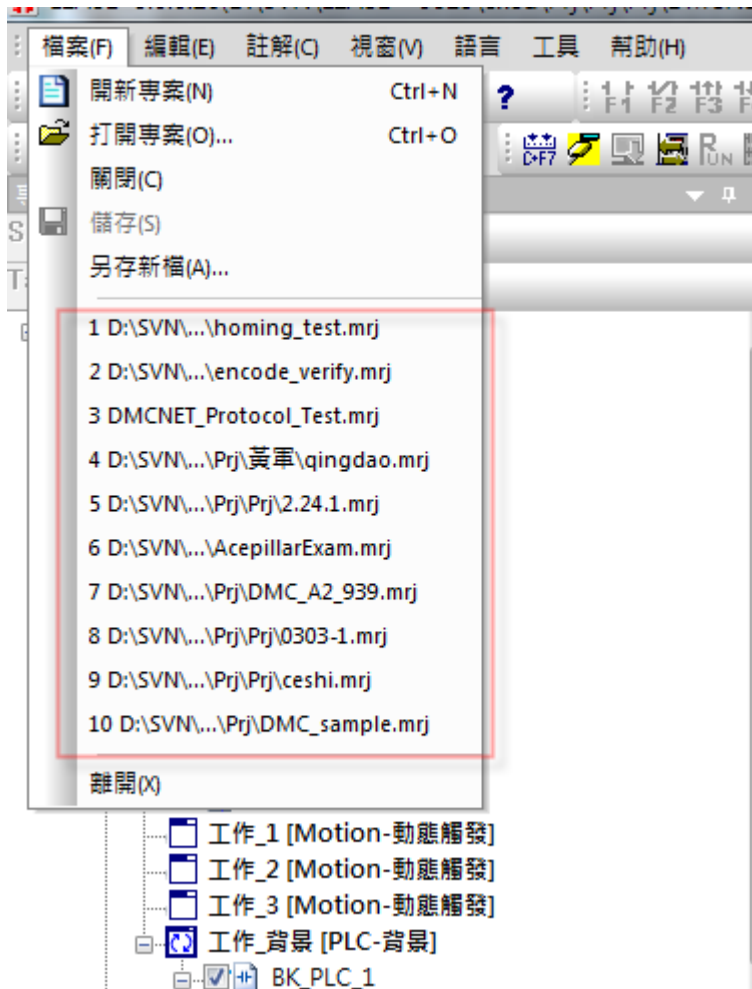 檔案(F) 編輯(E) 註解(C) 視窗(V) 語言 工具 幫助(H)
開新專案(N) Ctrl+N
打開專案(O)... Ctrl+O
關閉(C)
儲存(S)
另存新檔(A)...
1 D:\SVN\...\homing_test.mrj
2 D:\SVN\...\encode_verify.mrj
3 DMCNET_Protocol_Test.mrj
4 D:\SVN\...\Prj\黃軍\qingdao.mrj
5 D:\SVN\...\Prj\Prj\2.24.1.mrj
6 D:\SVN\...\AcepillarExam.mrj
7 D:\SVN\...\Prj\DMC_A2_939.mrj
8 D:\SVN\...\Prj\Prj\0303-1.mrj
9 D:\SVN\...\Prj\Prj\ceshi.mrj
10 D:\SVN\...\Prj\DMC_sample.mrj
離開(X)
F1 F2 F3
C+F7 RUN
工作_1 [Motion-動態觸發]
工作_2 [Motion-動態觸發]
工作_3 [Motion-動態觸發]
工作_背景 [PLC-背景]
BK_PLC_1